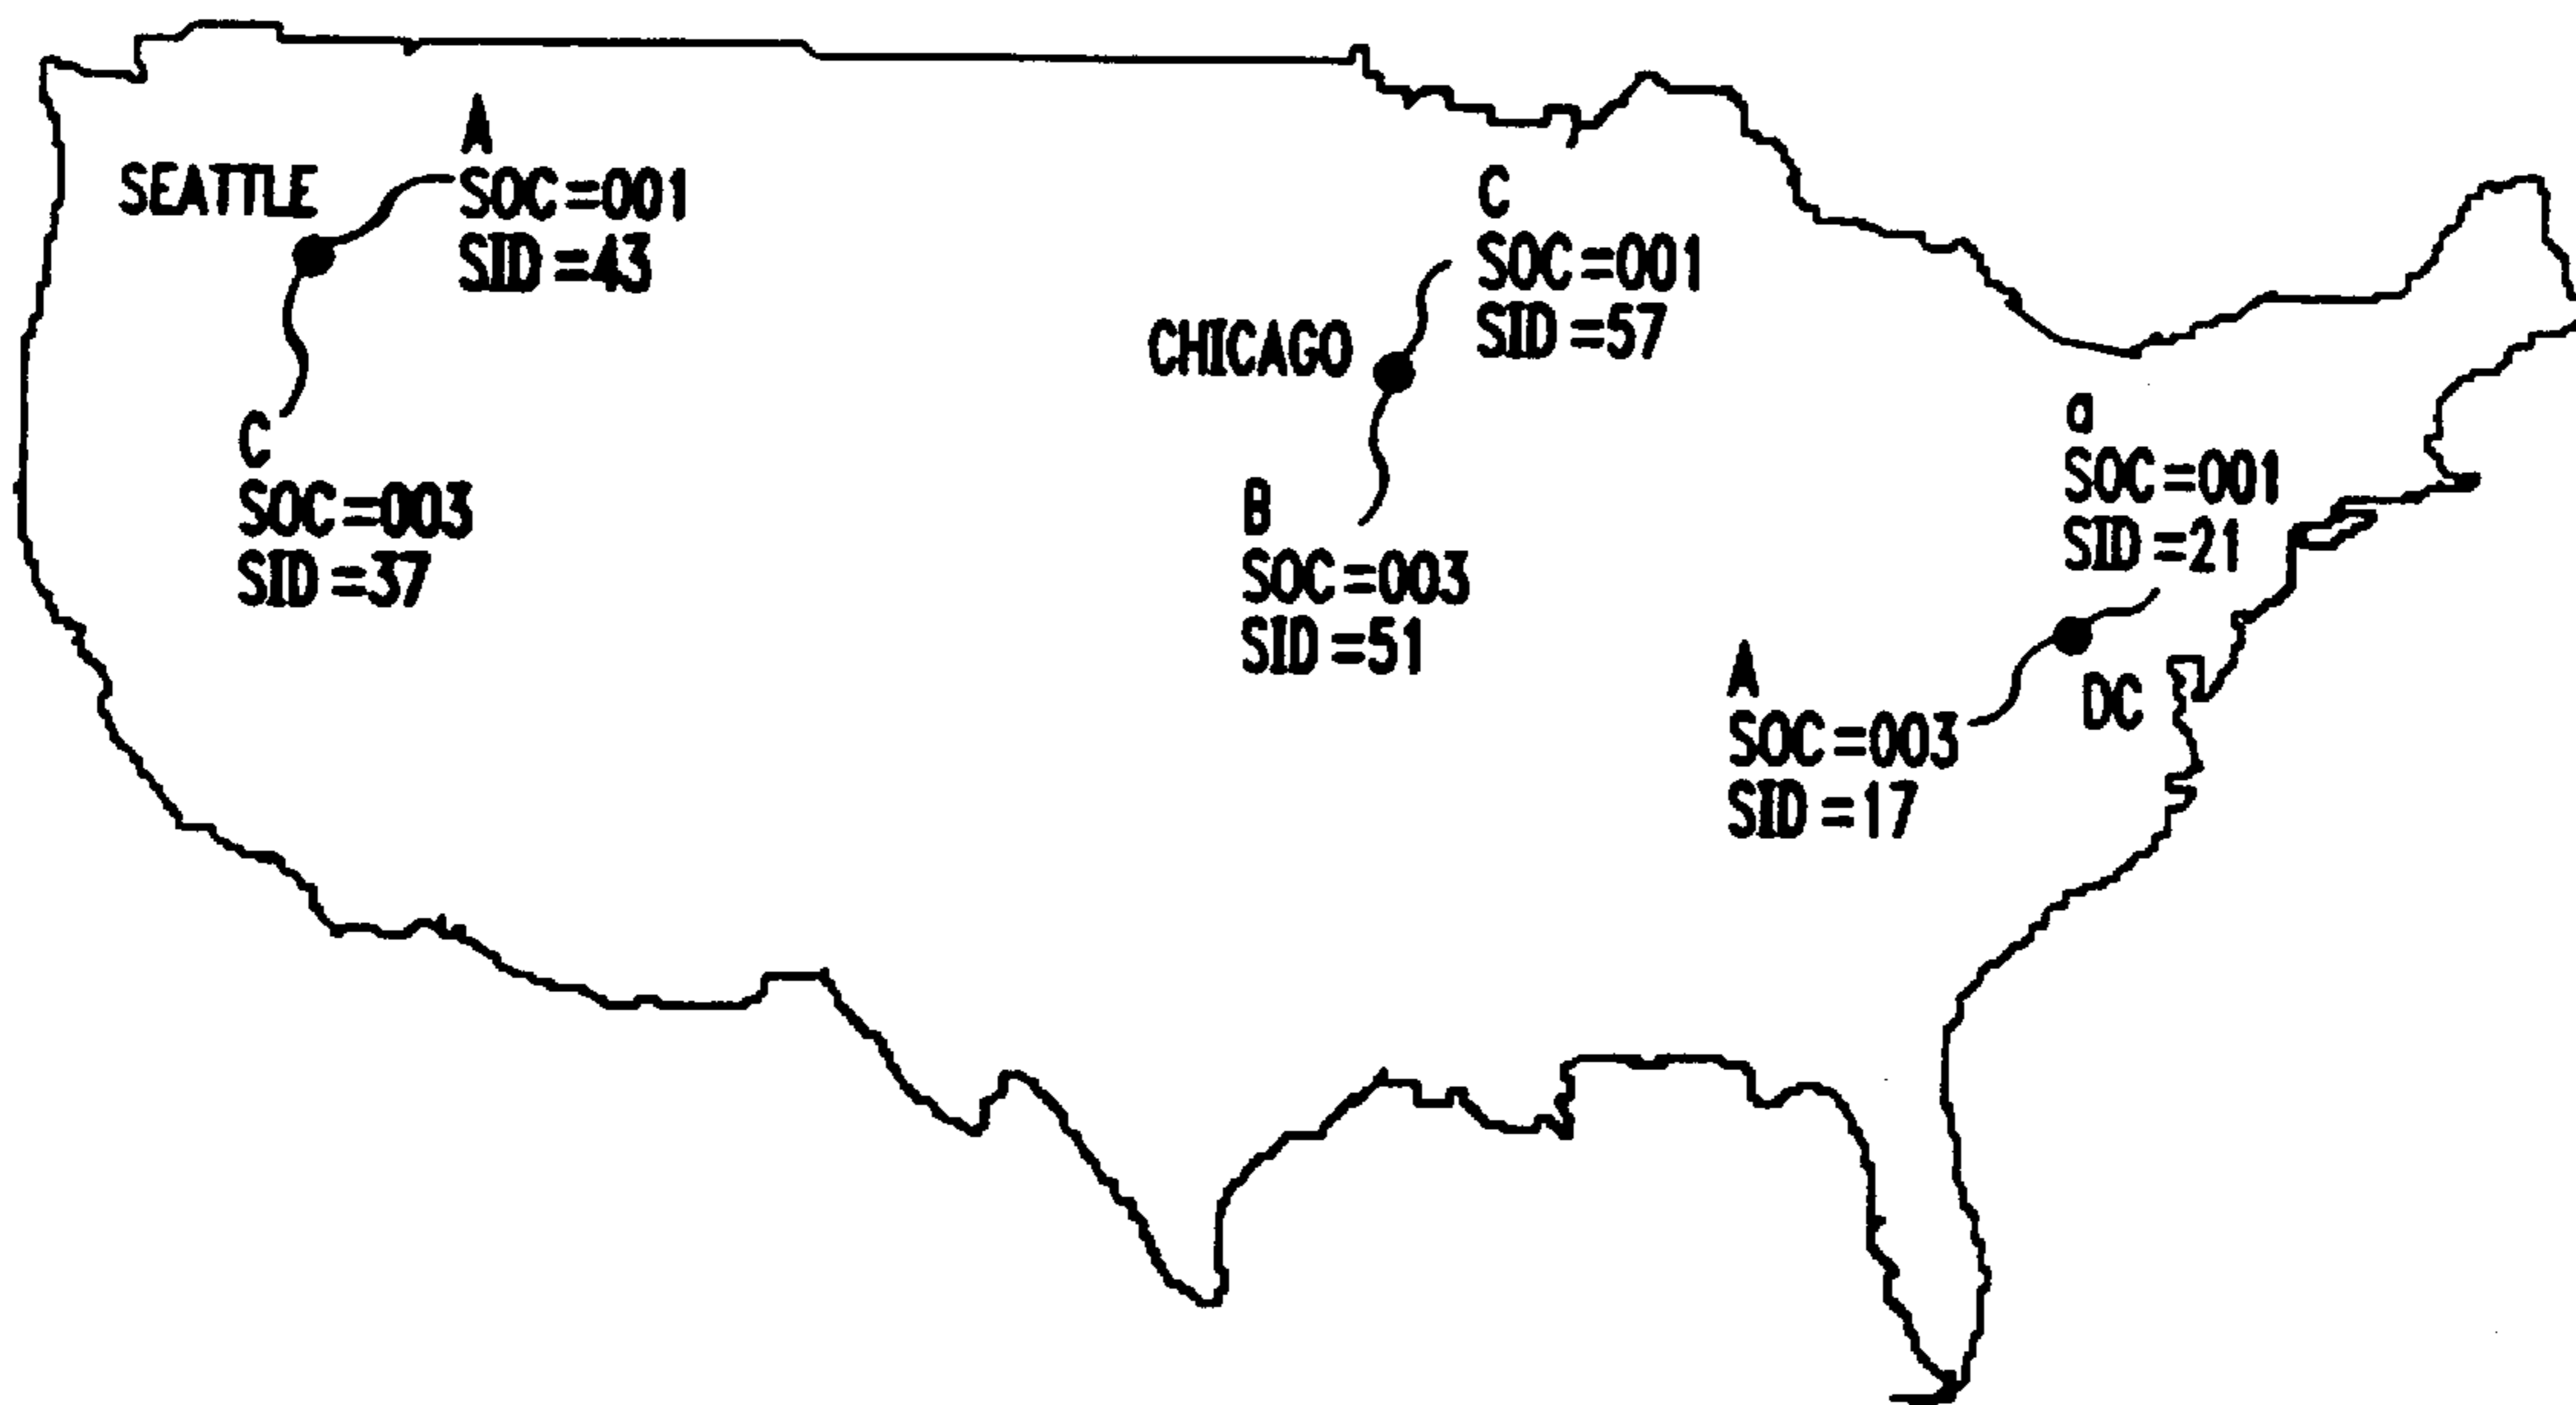 SEATTLE
A
SOC=001
SID=43
C
SOC=003
SID=37
CHICAGO
C
SOC=001
SID=57
B
SOC=003
SID=51
a
SOC=001
SID=21
DC
A
SOC=003
SID=17